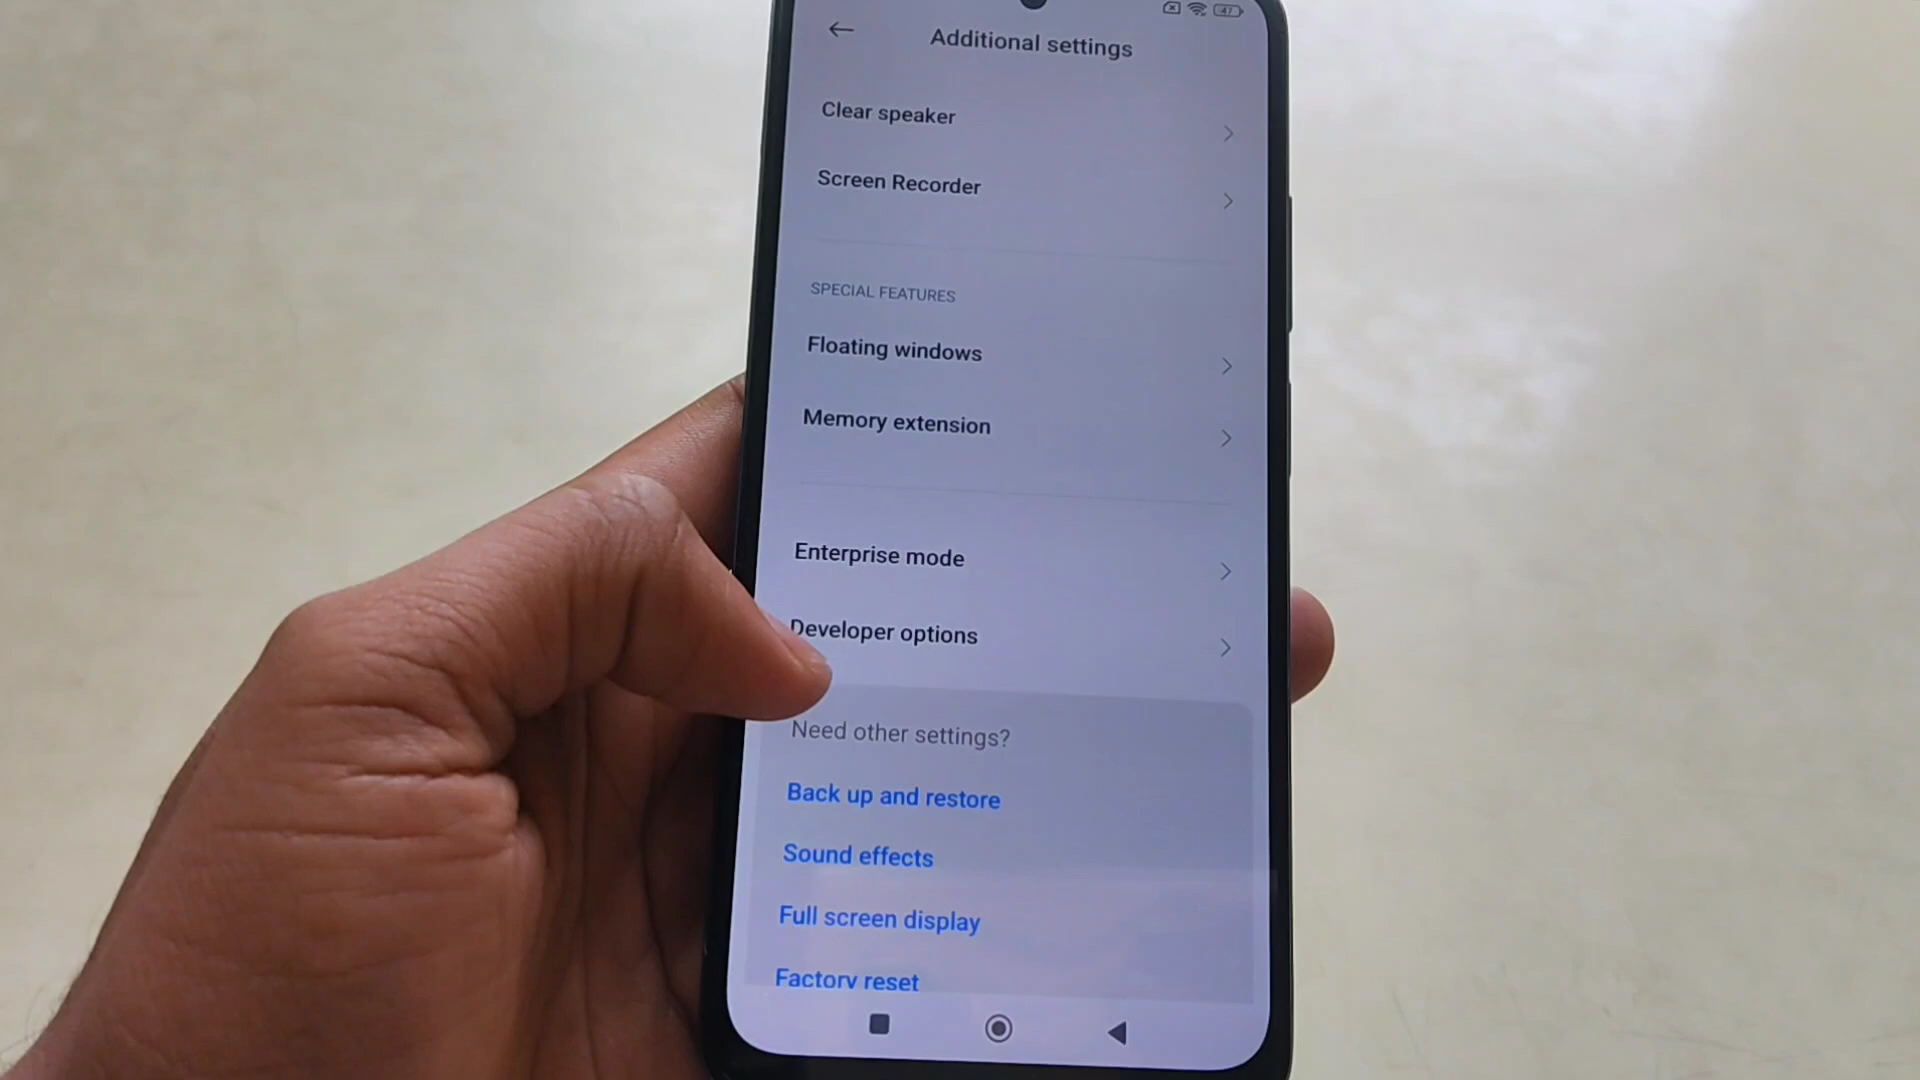 47
Additional settings
Clear speaker
Screen Recorder
SPECIAL FEATURES
Floating windows
Memory extension
Enterprise mode
Developer options
Need other settings?
Back up and restore
Sound effects
Full screen display
Factory reset